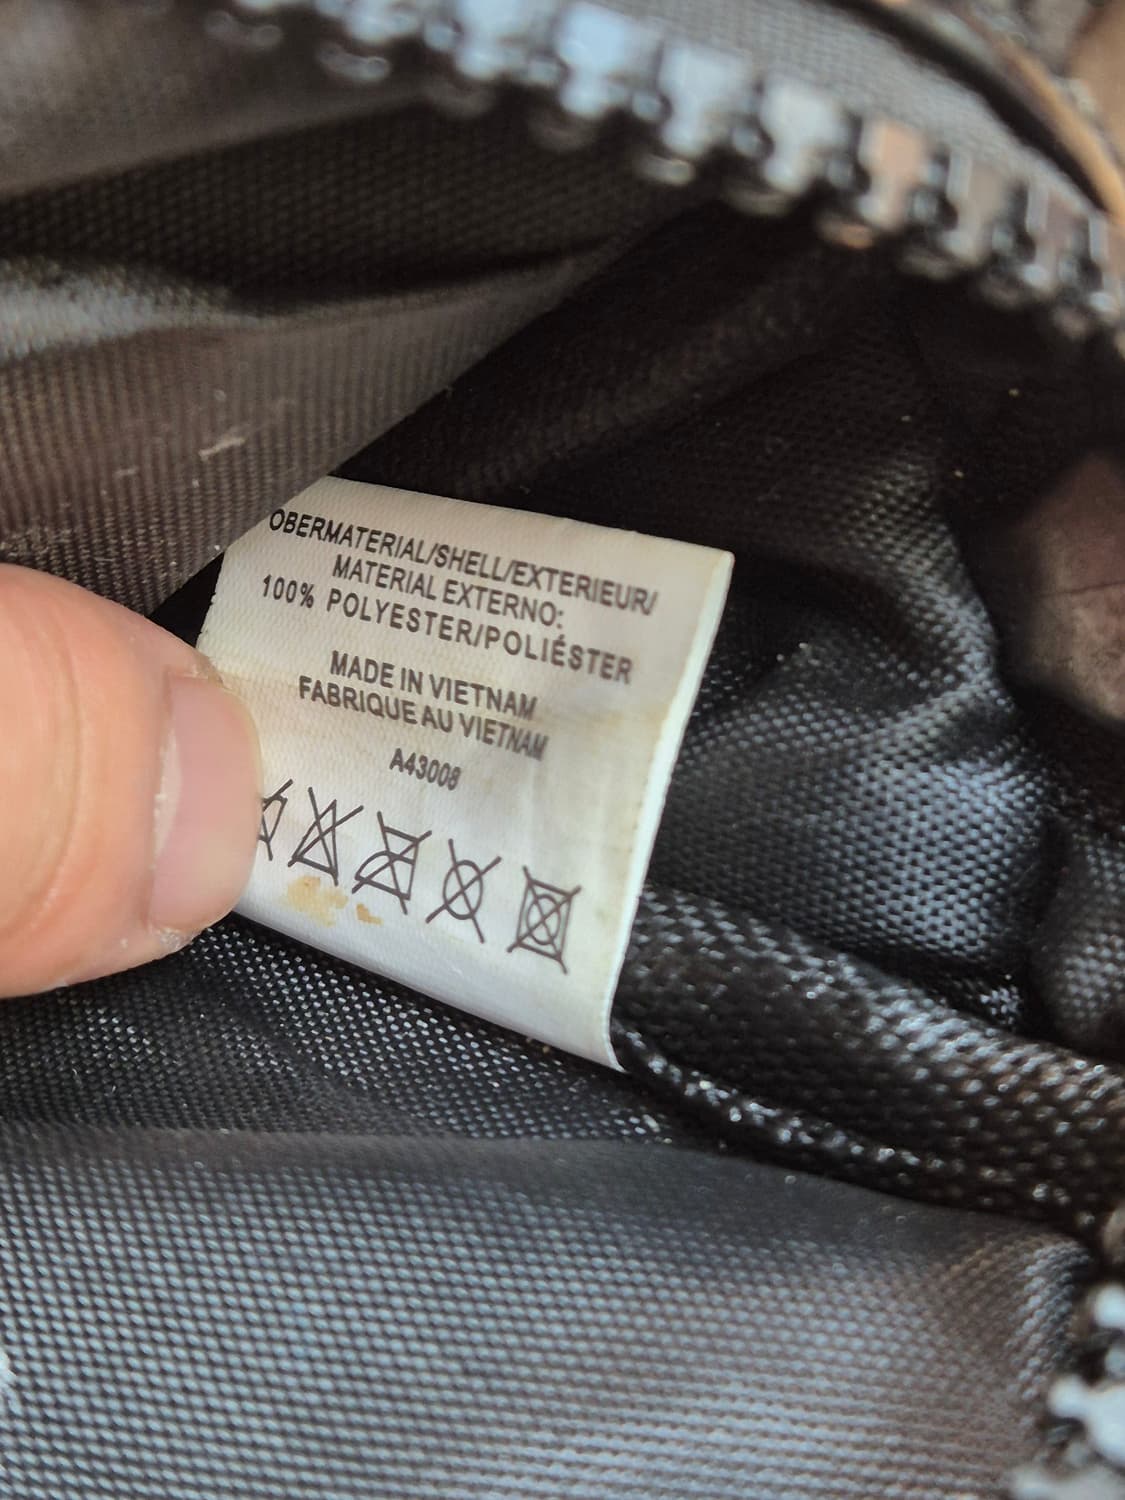 OBERMATERIAL/SHELL/EXTERIEUR/
MATERIAL EXTERNO:
100% POLYESTER/POLIÉSTER
MADE IN VIETNAM
FABRIQUE AU VIETNAM
A43008